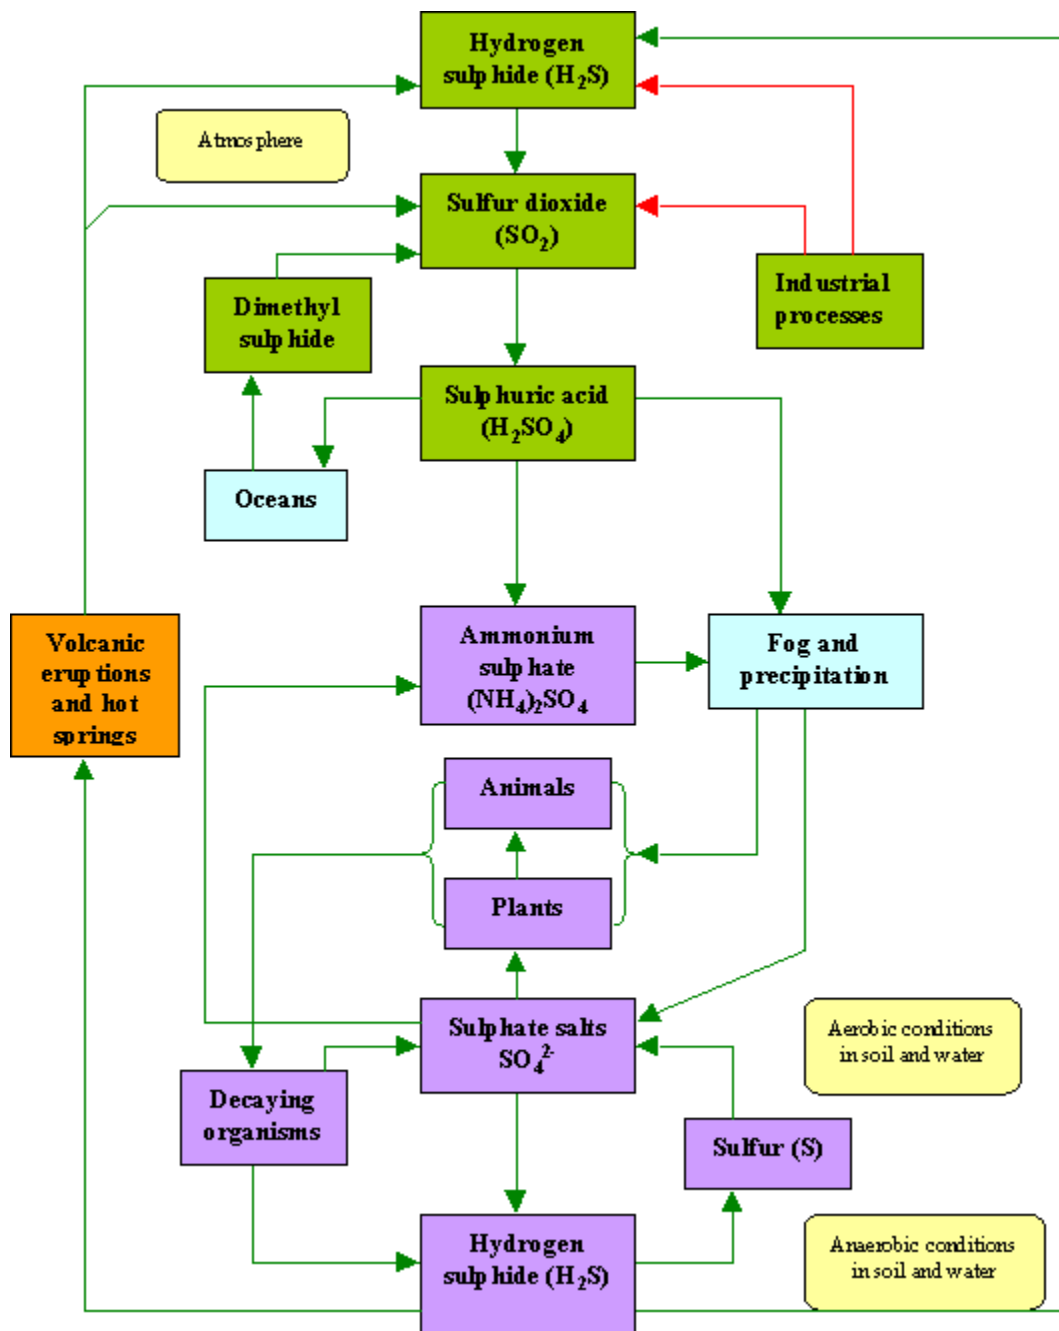 Hydrogen
sulphide (H₂S)
Atmosphere
Sulfur dioxide
(SO₂)
Dimethyl
sulphide
Industrial
processes
Sulphuric acid
(H₂SO₄)
Oceans
Volcanic
eruptions
and hot
springs
Ammonium
sulphate
(NH₄)₂SO₄
Fog and
precipitation
Animals
Plants
Sulphate salts
SO₄²⁻
Aerobic conditions
in soil and water
Decaying
organisms
Sulfur (S)
Hydrogen
sulphide (H₂S)
Anaerobic conditions
in soil and water